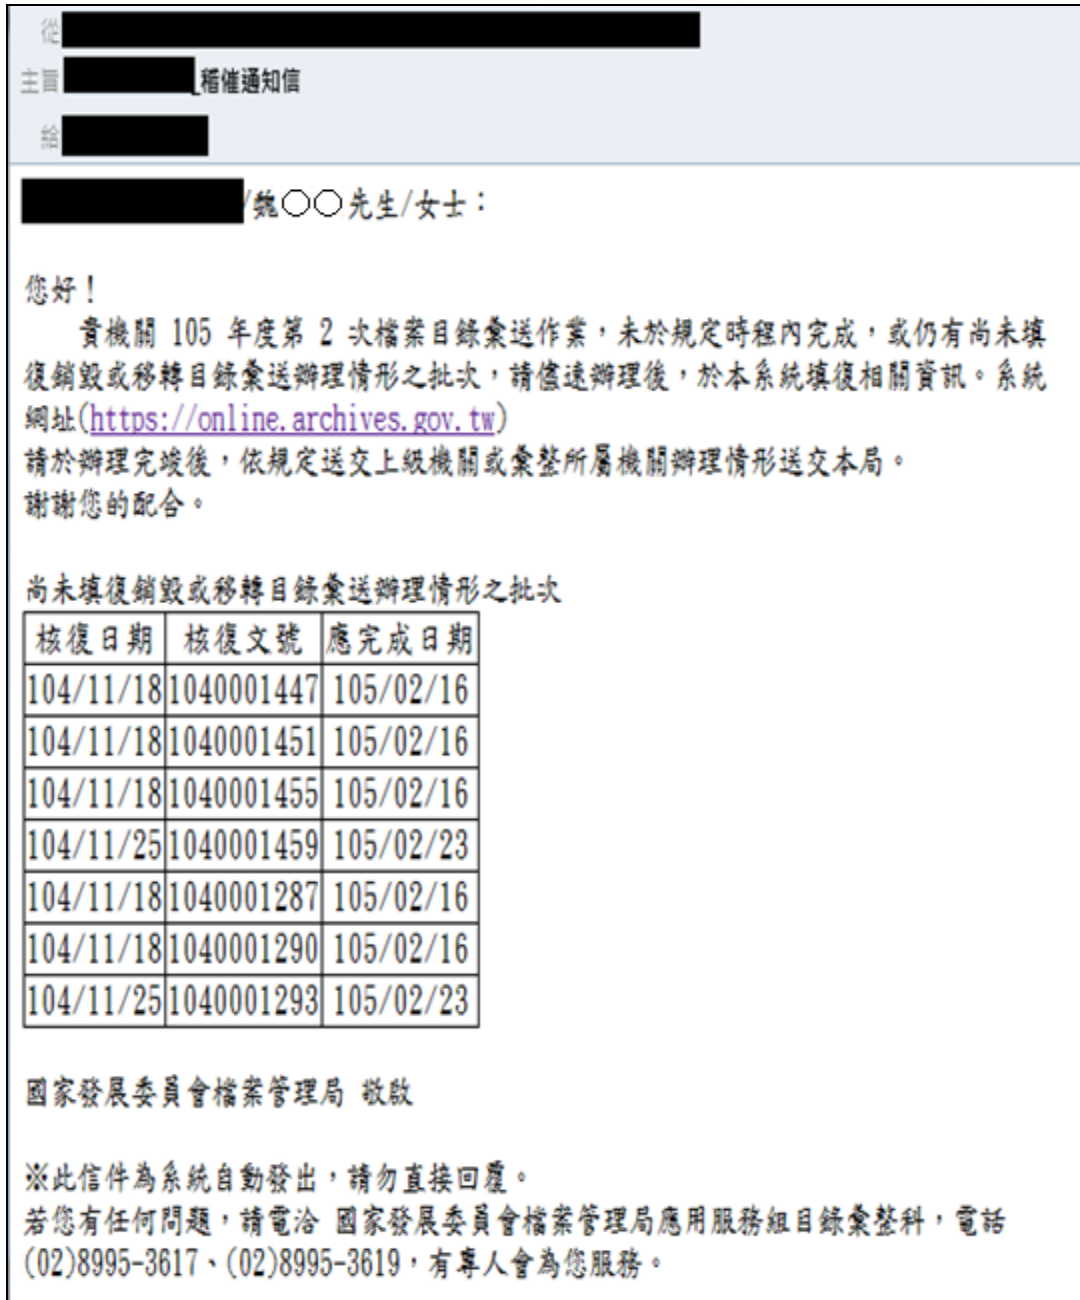 從
主旨 稽催通知信
給
/魏○○先生/女士：
您好！
貴機關 105 年度第 2 次檔案目錄彙送作業，未於規定時程內完成，或仍有尚未填
復銷毀或移轉目錄彙送辦理情形之批次，請儘速辦理後，於本系統填復相關資訊。系統
網址(https://online.archives.gov.tw)
請於辦理完竣後，依規定送交上級機關或彙整所屬機關辦理情形送交本局。
謝謝您的配合。
尚未填復銷毀或移轉目錄彙送辦理情形之批次
核復日期 核復文號 應完成日期
104/11/18 1040001447 105/02/16
104/11/18 1040001451 105/02/16
104/11/18 1040001455 105/02/16
104/11/25 1040001459 105/02/23
104/11/18 1040001287 105/02/16
104/11/18 1040001290 105/02/16
104/11/25 1040001293 105/02/23
國家發展委員會檔案管理局 敬啟
※此信件為系統自動發出，請勿直接回覆。
若您有任何問題，請電洽 國家發展委員會檔案管理局應用服務組目錄彙整科，電話
(02)8995-3617、(02)8995-3619，有專人會為您服務。